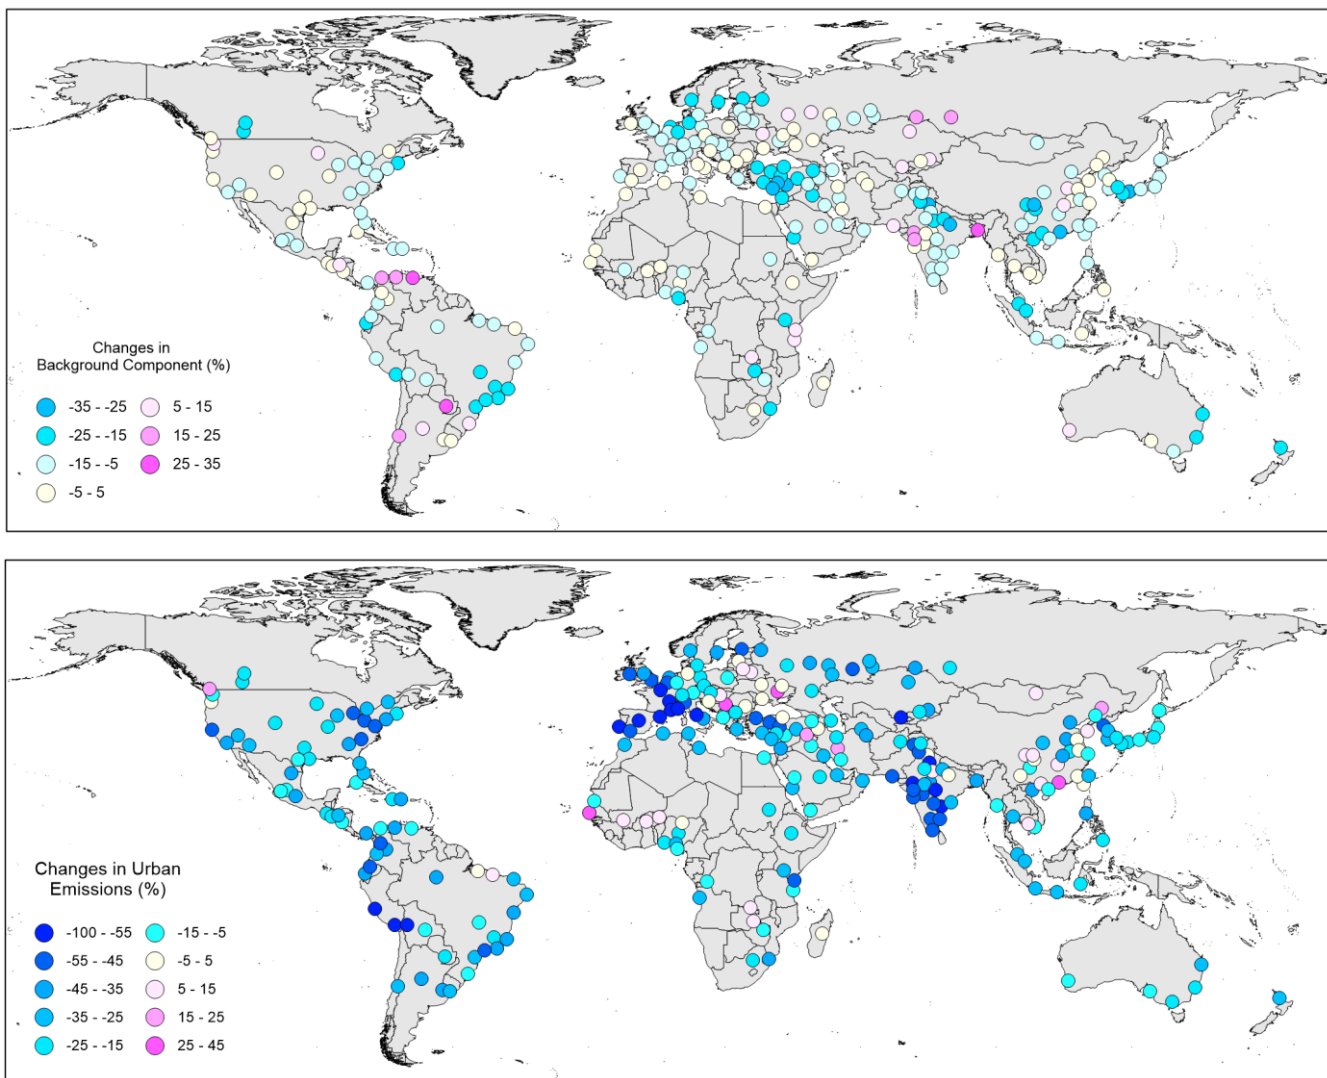 Changes in
Background Component (%)
-35 - -25 5 - 15
-25 - -15 15 - 25
-15 - -5 25 - 35
-5 - 5
Changes in Urban
Emissions (%)
-100 - -55 -15 - -5
-55 - -45 -5 - 5
-45 - -35 5 - 15
-35 - -25 15 - 25
-25 - -15 25 - 45